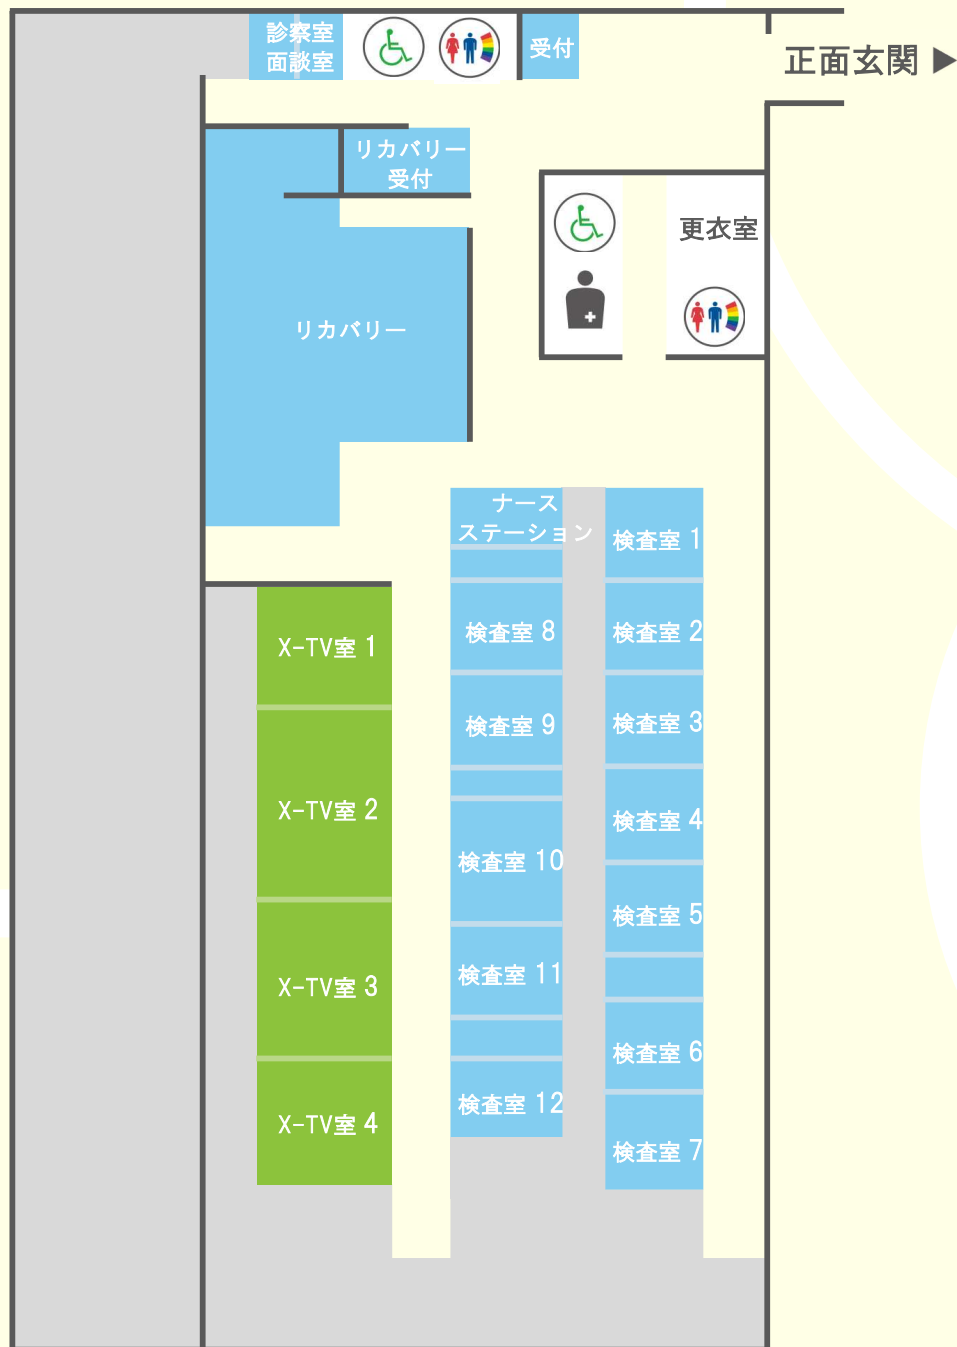 診察室
面談室
受付
正面玄関
リカバリー
受付
更衣室
リカバリー
ナース
ステーション
検査室 1
検査室 8
検査室 2
X-TV室 1
検査室 9
検査室 3
X-TV室 2
検査室 4
検査室 10
検査室 5
X-TV室 3
検査室 11
検査室 6
X-TV室 4
検査室 12
検査室 7